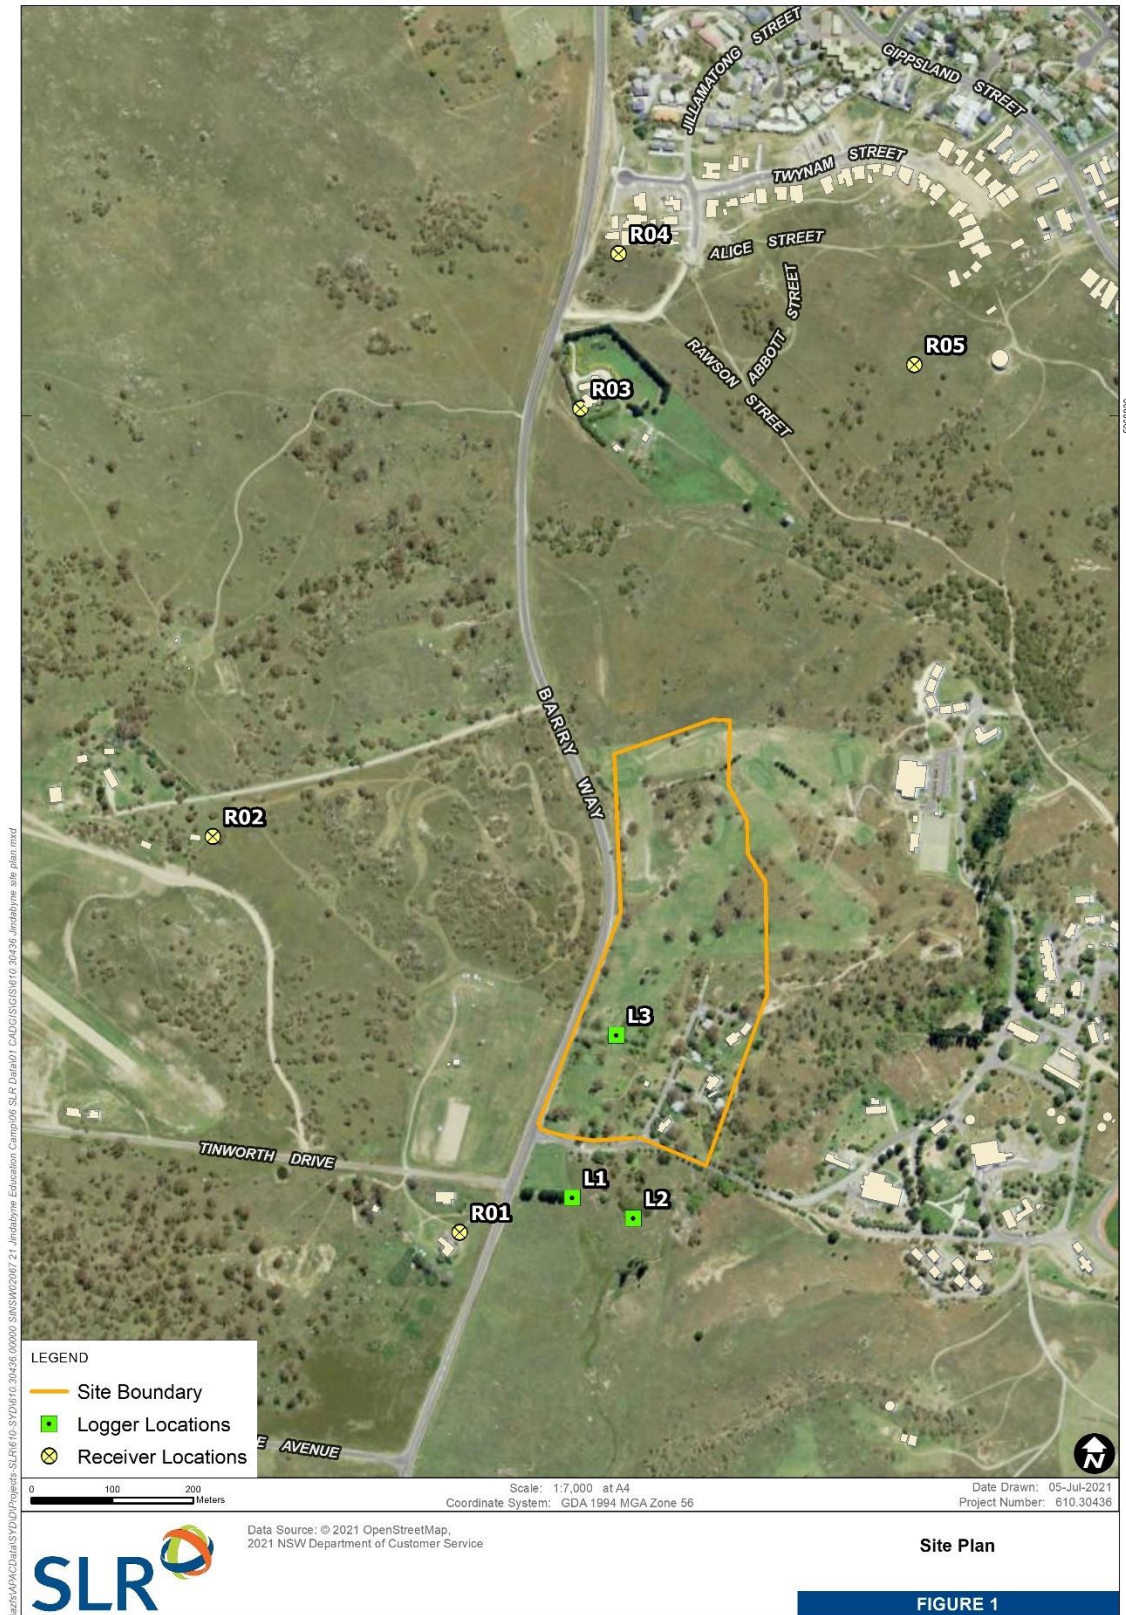 JILLAMATONG STREET
GIPPSLAND STREET
TWYNAM STREET
R04
ALICE STREET
ABBOTT STREET
RAWSON STREET
R05
R03
BARRY WAY
R02
L3
TINWORTH DRIVE
L1
L2
R01
LEGEND
Site Boundary
Logger Locations
Receiver Locations
E AVENUE
N
0 100 200
Meters
Scale: 1:7,000 at A4
Coordinate System: GDA 1994 MGA Zone 56
Date Drawn: 05-Jul-2021
Project Number: 610.30436
SLR
Data Source: © 2021 OpenStreetMap,
2021 NSW Department of Customer Service
Site Plan
FIGURE 1